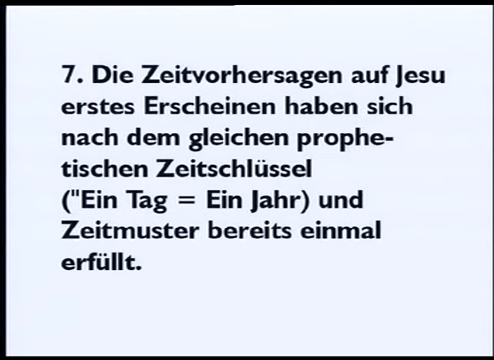 7. Die Zeitvorhersagen auf Jesu
erstes Erscheinen haben sich
nach dem gleichen prophe-
tischen Zeitschlüssel
("Ein Tag = Ein Jahr) und
Zeitmuster bereits einmal
erfüllt.